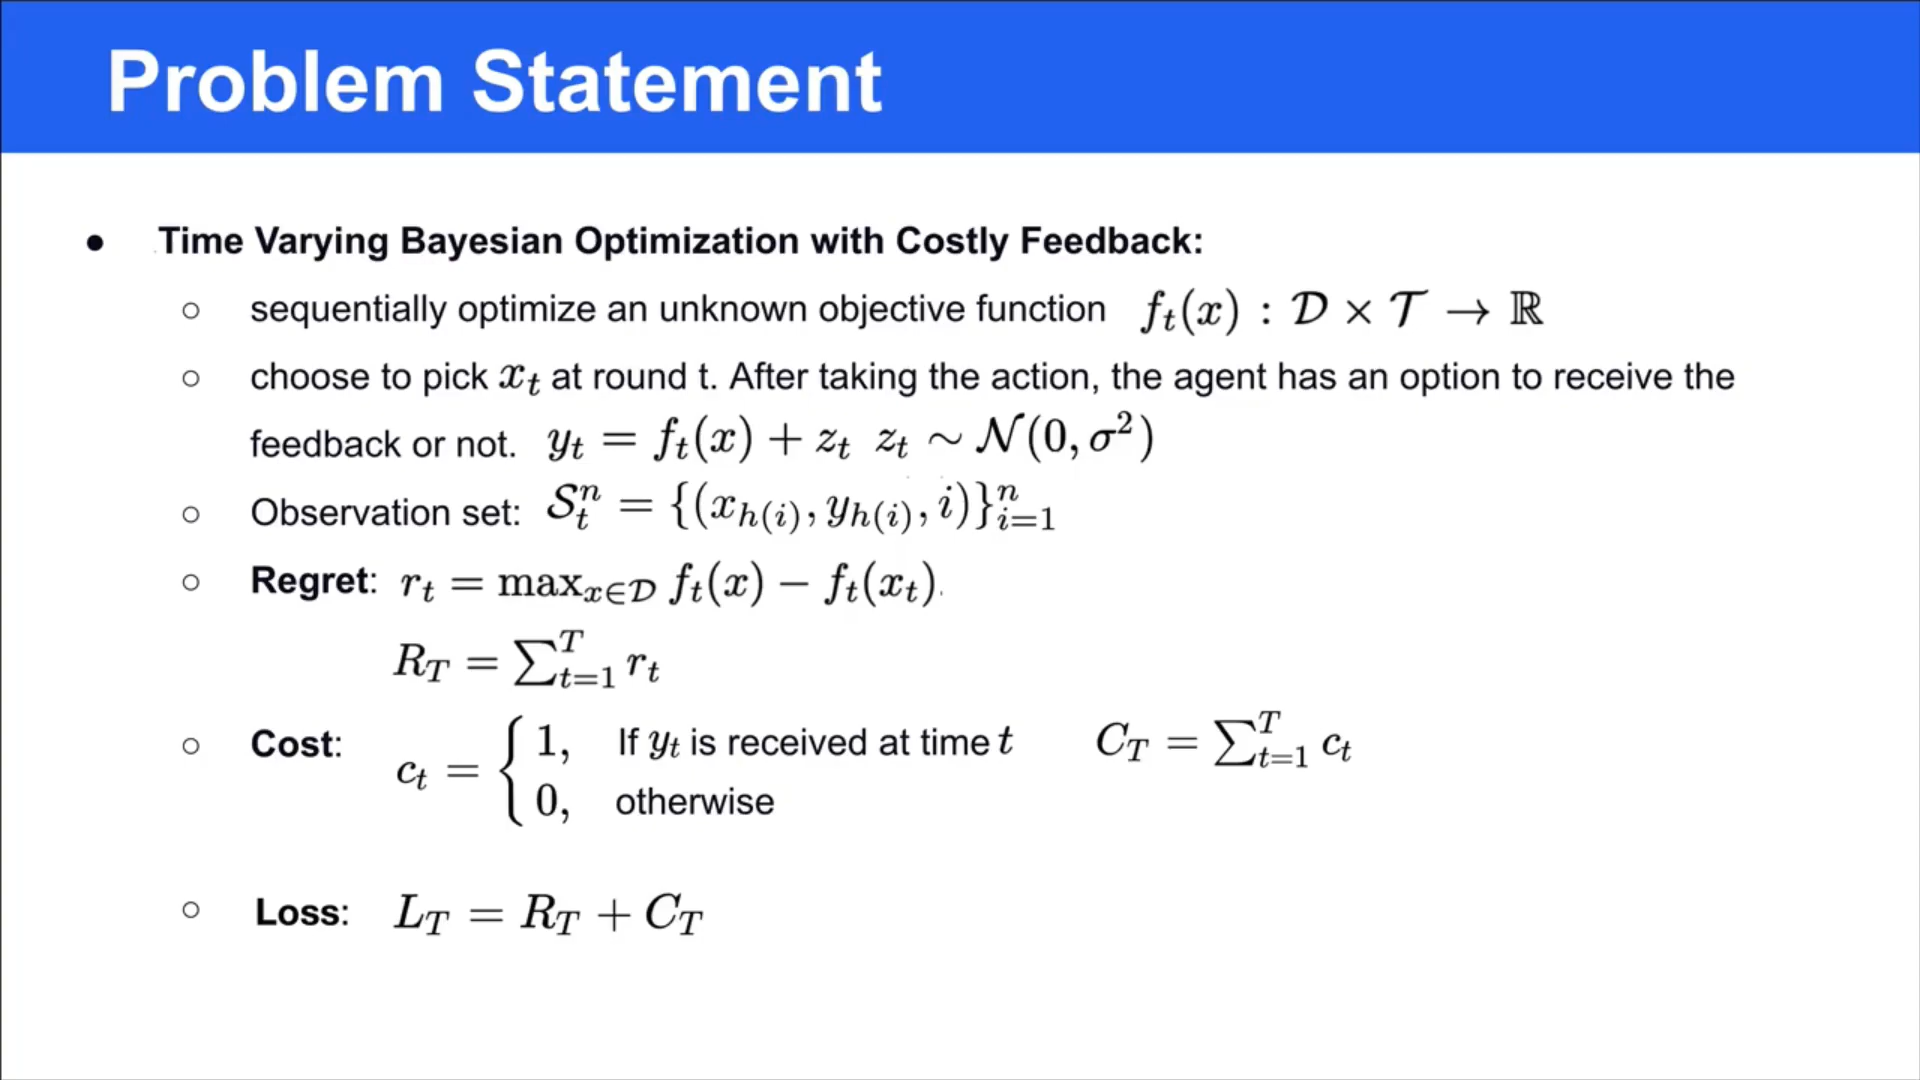 Problem Statement
● Time Varying Bayesian Optimization with Costly Feedback:
○ sequentially optimize an unknown objective function $f_t(x) : \mathcal{D} \times \mathcal{T} \rightarrow \mathbb{R}$
○ choose to pick $x_t$ at round t. After taking the action, the agent has an option to receive the
feedback or not. $y_t = f_t(x) + z_t \;\; z_t \sim \mathcal{N}(0, \sigma^2)$
○ Observation set: $\mathcal{S}_t^n = \{(x_{h(i)}, y_{h(i)}, i)\}_{i=1}^n$
○ Regret: $r_t = \max_{x \in \mathcal{D}} f_t(x) - f_t(x_t)$.
$R_T = \sum_{t=1}^T r_t$
○ Cost: $c_t = \begin{cases} 1, & \text{If } y_t \text{ is received at time } t \\ 0, & \text{otherwise} \end{cases}$ $C_T = \sum_{t=1}^T c_t$
○ Loss: $L_T = R_T + C_T$